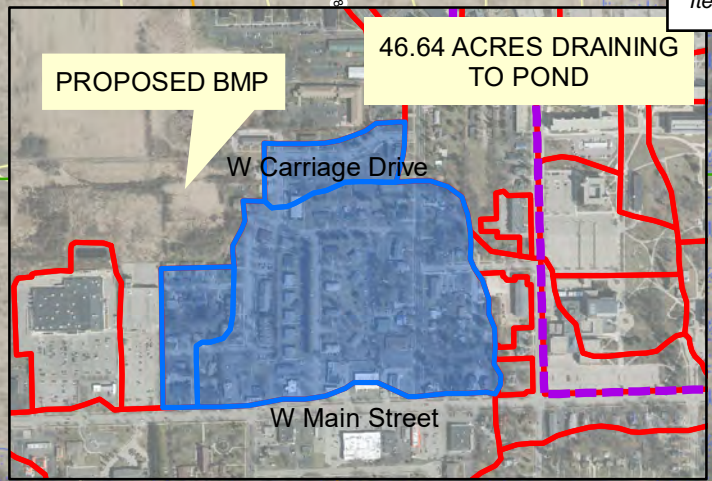 46.64 ACRES DRAINING
TO POND
PROPOSED BMP
W Carriage Drive
W Main Street